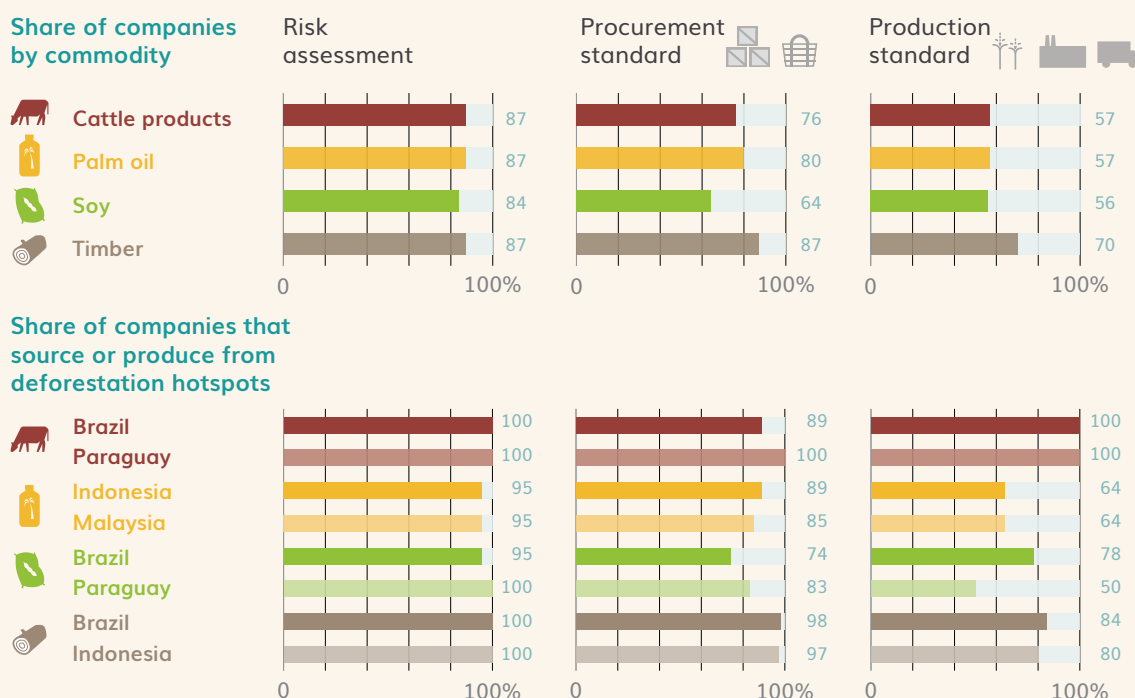 Share of companies
by commodity
Risk
assessment
Procurement
standard
Production
standard
Cattle products 87 76 57
Palm oil 87 80 57
Soy 84 64 56
Timber 87 87 70
0 100% 0 100% 0 100%
Share of companies that
source or produce from
deforestation hotspots
Brazil 100 89 100
Paraguay 100 100 100
Indonesia 95 89 64
Malaysia 95 85 64
Brazil 95 74 78
Paraguay 100 83 50
Brazil 100 98 84
Indonesia 100 97 80
0 100% 0 100% 0 100%